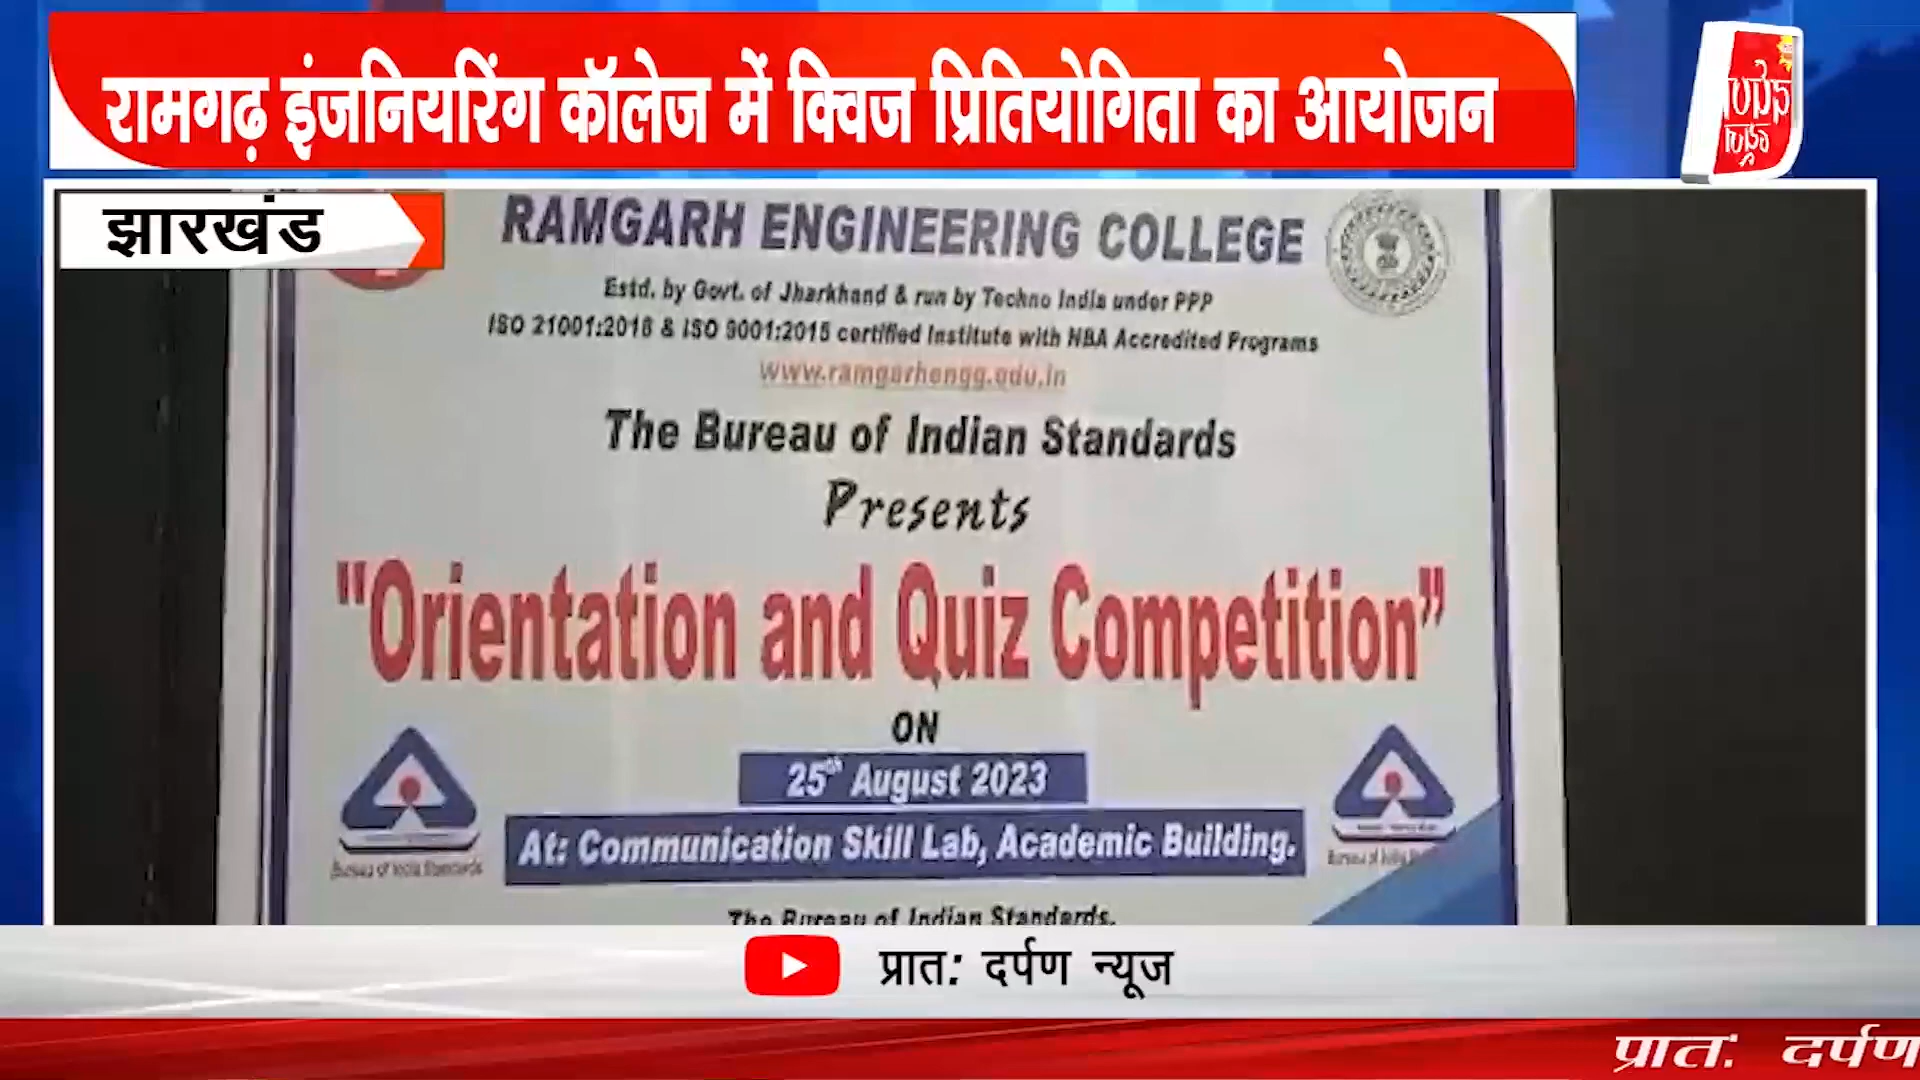 रामगढ़ इंजनियरिंग कॉलेज में क्विज प्रितियोगिता का आयोजन
झारखंड
RAMGARH ENGINEERING COLLEGE
Estd. by Govt. of Jharkhand & run by Techno India under PPP
ISO 21001:2018 & ISO 9001:2015 certified Institute with NBA Accredited Programs
www.ramgarhengg.edu.in
The Bureau of Indian Standards
Presents
"Orientation and Quiz Competition"
ON
25th August 2023
At: Communication Skill Lab, Academic Building.
Bureau of India Standards
Bureau of India
The Bureau of Indian Standards.
प्रात: दर्पण न्यूज
प्रात: दर्पण